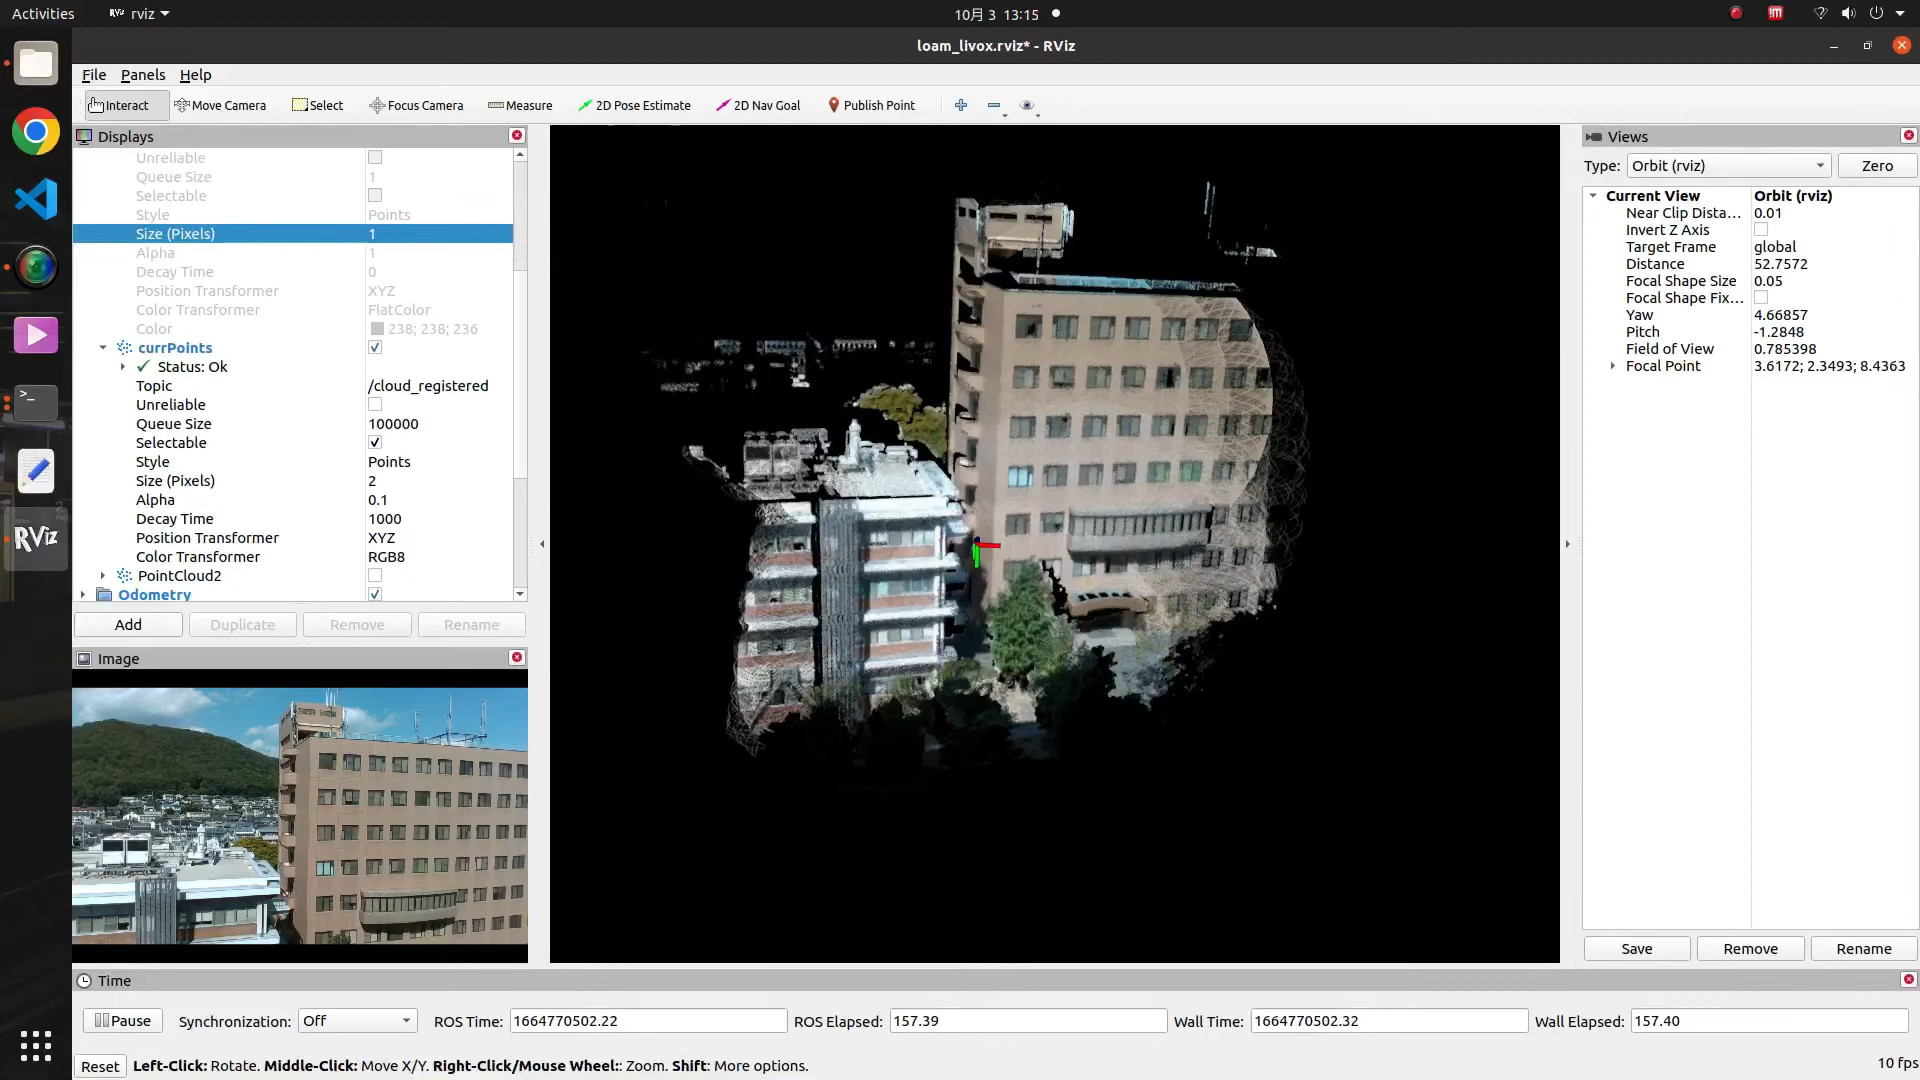 Activities
RViz rviz
10月 3 13:15
loam_livox.rviz* - RViz
File Panels Help
Interact Move Camera Select Focus Camera Measure 2D Pose Estimate 2D Nav Goal Publish Point
Displays
Unreliable
Queue Size 1
Selectable
Style Points
Size (Pixels) 1
Alpha 1
Decay Time 0
Position Transformer XYZ
Color Transformer FlatColor
Color 238; 238; 236
currPoints
Status: Ok
Topic /cloud_registered
Unreliable
Queue Size 100000
Selectable
Style Points
Size (Pixels) 2
Alpha 0.1
Decay Time 1000
Position Transformer XYZ
Color Transformer RGB8
PointCloud2
Odometry
Add Duplicate Remove Rename
Image
RViz
Views
Type: Orbit (rviz) Zero
Current View Orbit (rviz)
Near Clip Dista... 0.01
Invert Z Axis
Target Frame global
Distance 52.7572
Focal Shape Size 0.05
Focal Shape Fix...
Yaw 4.66857
Pitch -1.2848
Field of View 0.785398
Focal Point 3.6172; 2.3493; 8.4363
Save Remove Rename
Time
Pause Synchronization: Off ROS Time: 1664770502.22 ROS Elapsed: 157.39 Wall Time: 1664770502.32 Wall Elapsed: 157.40
Reset Left-Click: Rotate. Middle-Click: Move X/Y. Right-Click/Mouse Wheel:: Zoom. Shift: More options.
10 fps